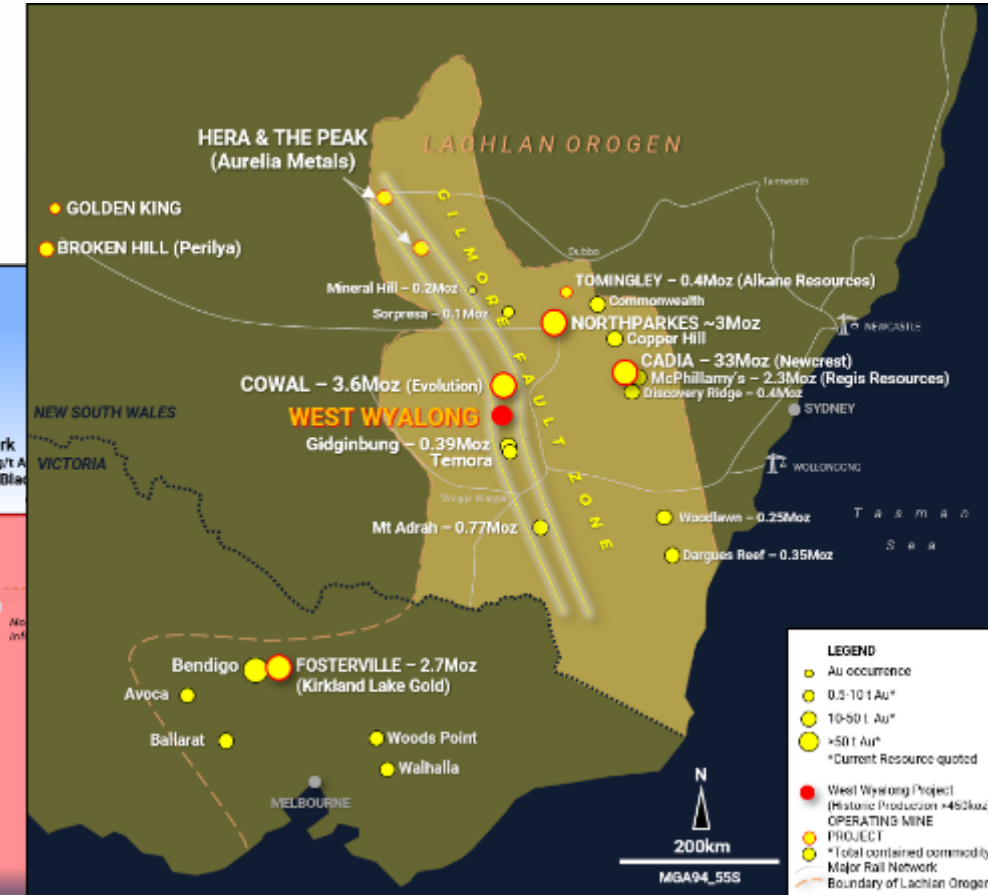 HERA & THE PEAK
(Aurelia Metals)
LACHLAN OROGEN
Tamworth
GOLDEN KING
BROKEN HILL (Perilya)
GILMORE FAULT ZONE
Dubbo
Mineral Hill – 0.2Moz
TOMINGLEY – 0.4Moz (Alkane Resources)
Commonwealth
Sorpresa – 0.1Moz
NORTHPARKES ~3Moz
NEWCASTLE
Copper Hill
CADIA – 33Moz (Newcrest)
McPhillamy's – 2.3Moz (Regis Resources)
Discovery Ridge – 0.4Moz
COWAL – 3.6Moz (Evolution)
SYDNEY
NEW SOUTH WALES
WEST WYALONG
rk
Gidginbung – 0.39Moz
Temora
VICTORIA
WOLLONGONG
Wagga Wagga
Mt Adrah – 0.77Moz
Woodlawn – 0.25Moz
Tasman
Sea
Dargues Reef – 0.35Moz
Bendigo
FOSTERVILLE – 2.7Moz
(Kirkland Lake Gold)
Avoca
Ballarat
Woods Point
Walhalla
MELBOURNE
N
200km
MGA94_55S
LEGEND
Au occurrence
0.5-10 t Au*
10-50 t Au*
>50 t Au*
*Current Resource quoted
West Wyalong Project
(Historic Production >450koz)
OPERATING MINE
PROJECT
*Total contained commodity
Major Rail Network
Boundary of Lachlan Orogen